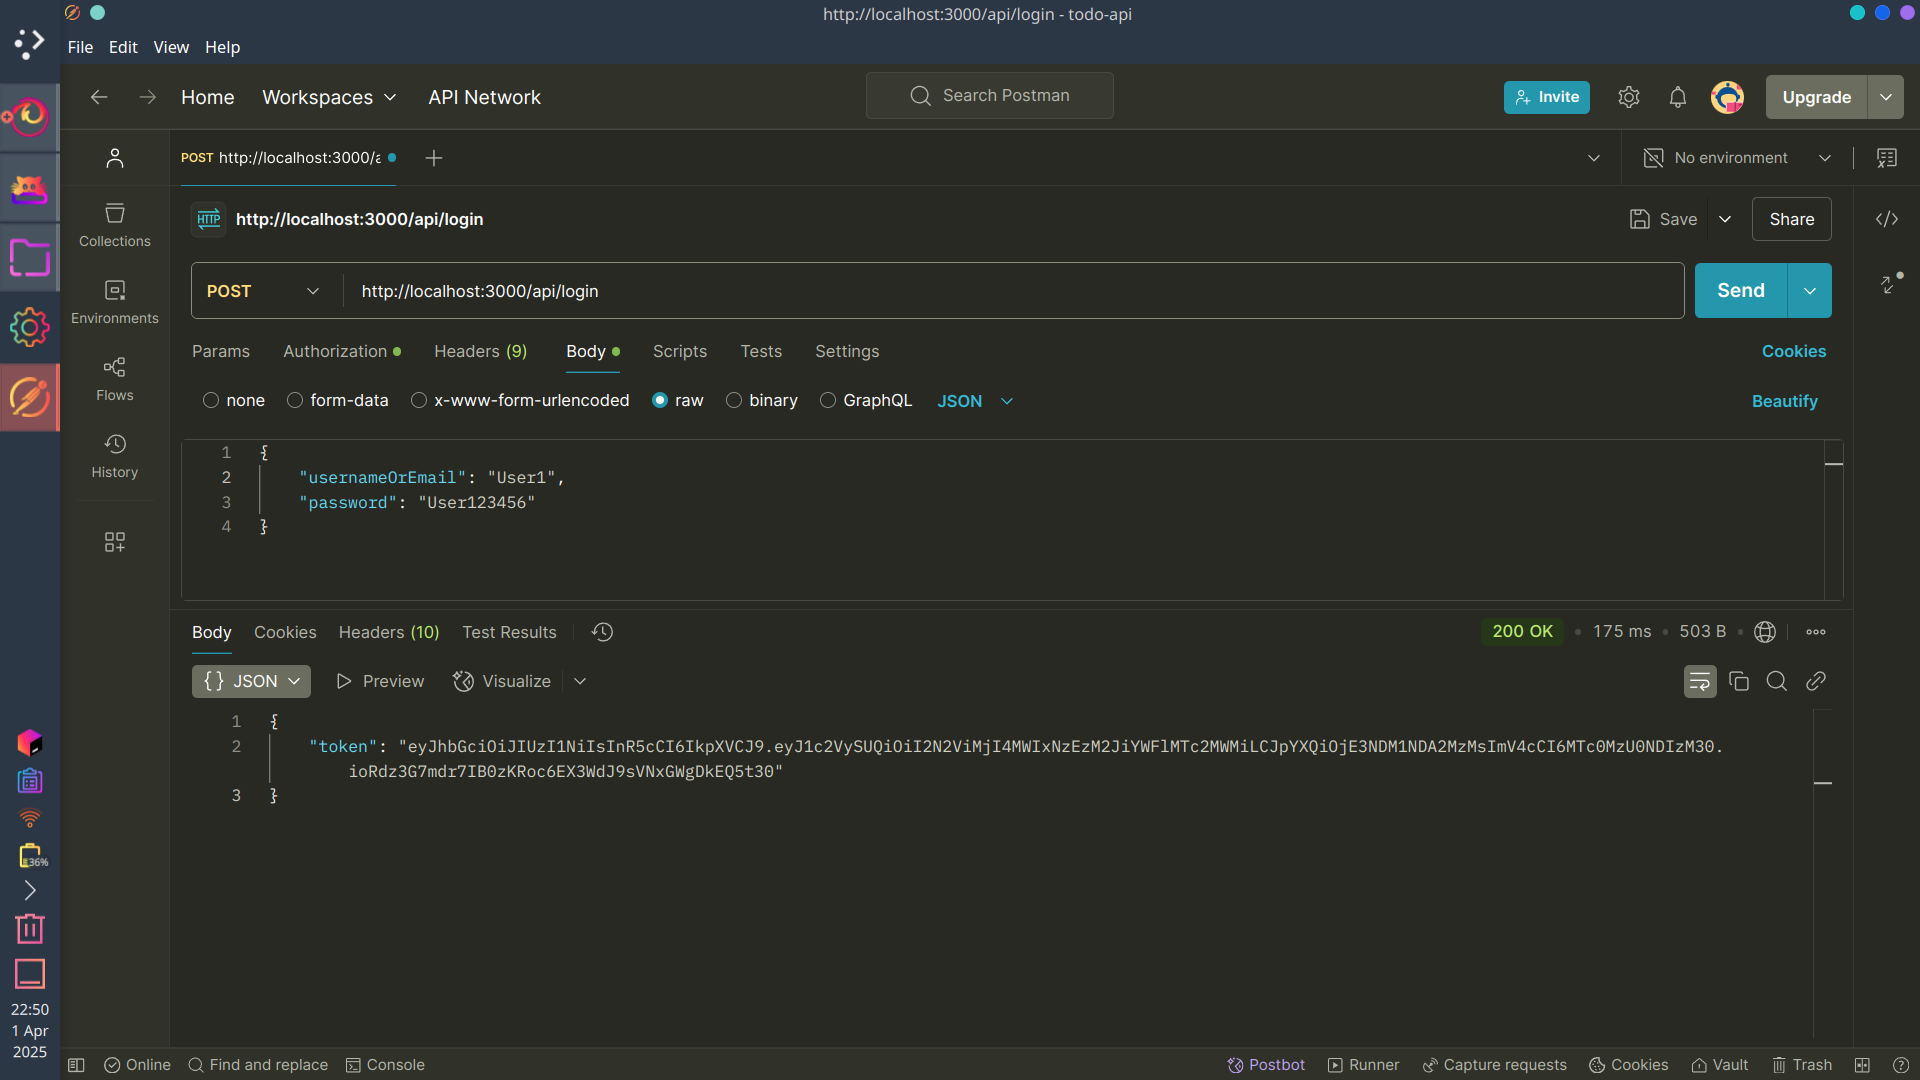 http://localhost:3000/api/login - todo-api
File Edit View Help
Home Workspaces API Network
Search Postman
Invite
Upgrade
POST http://localhost:3000/a
No environment
HTTP http://localhost:3000/api/login
Save
Share
POST http://localhost:3000/api/login
Send
Collections
Environments
Flows
History
Params Authorization Headers (9) Body Scripts Tests Settings
Cookies
none form-data x-www-form-urlencoded raw binary GraphQL JSON
Beautify
1 {
2 "usernameOrEmail": "User1",
3 "password": "User123456"
4 }
Body Cookies Headers (10) Test Results
200 OK • 175 ms • 503 B •
{ } JSON Preview Visualize
1 {
2 "token": "eyJhbGciOiJIUzI1NiIsInR5cCI6IkpXVCJ9.eyJ1c2VySUQiOiI2N2ViMjI4MWIxNzEzM2JiYWFlMTc2MWMiLCJpYXQiOjE3NDM1NDA2MzMsImV4cCI6MTc0MzU0NDIzM30.
ioRdz3G7mdr7IB0zKRoc6EX3WdJ9sVNxGWgDkEQ5t30"
3 }
36%
22:50
1 Apr
2025
Online Find and replace Console
Postbot Runner Capture requests Cookies Vault Trash